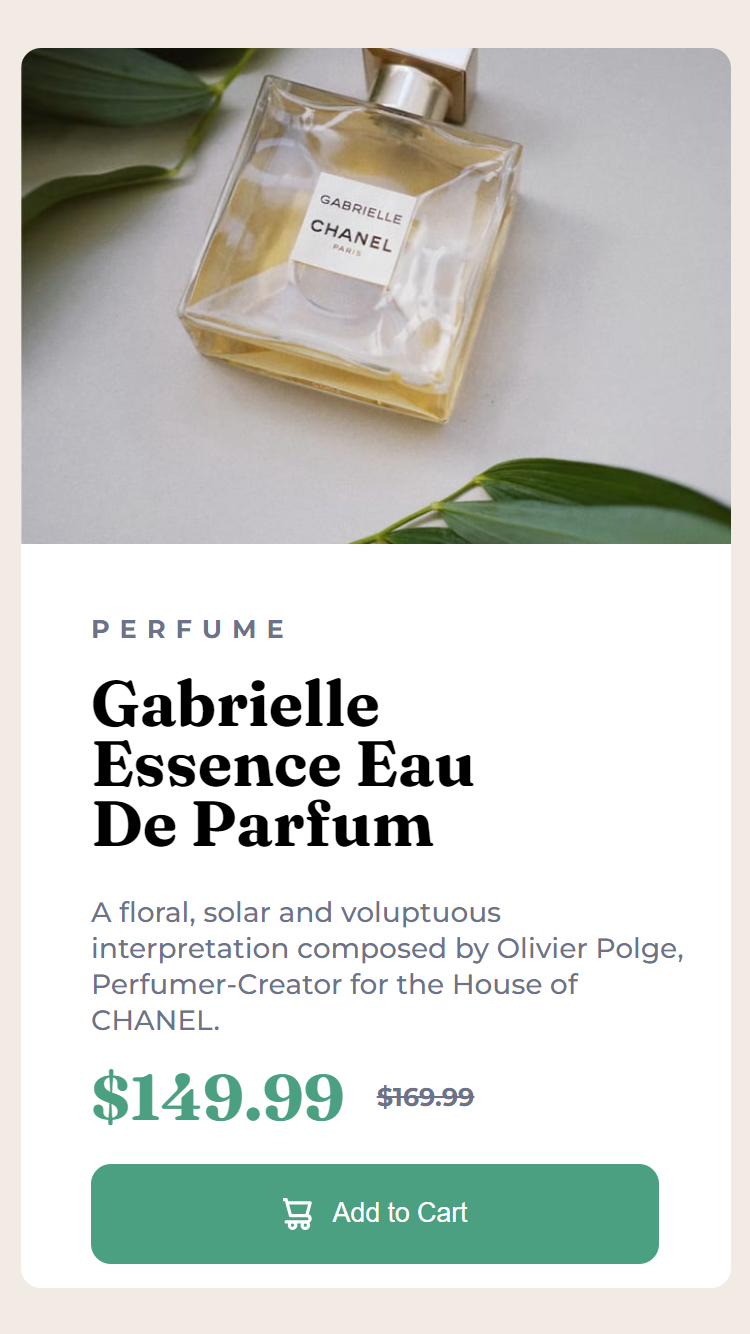 GABRIELLE
CHANEL
PARIS
PERFUME
Gabrielle
Essence Eau
De Parfum
A floral, solar and voluptuous
interpretation composed by Olivier Polge,
Perfumer-Creator for the House of
CHANEL.
$149.99 $169.99
Add to Cart